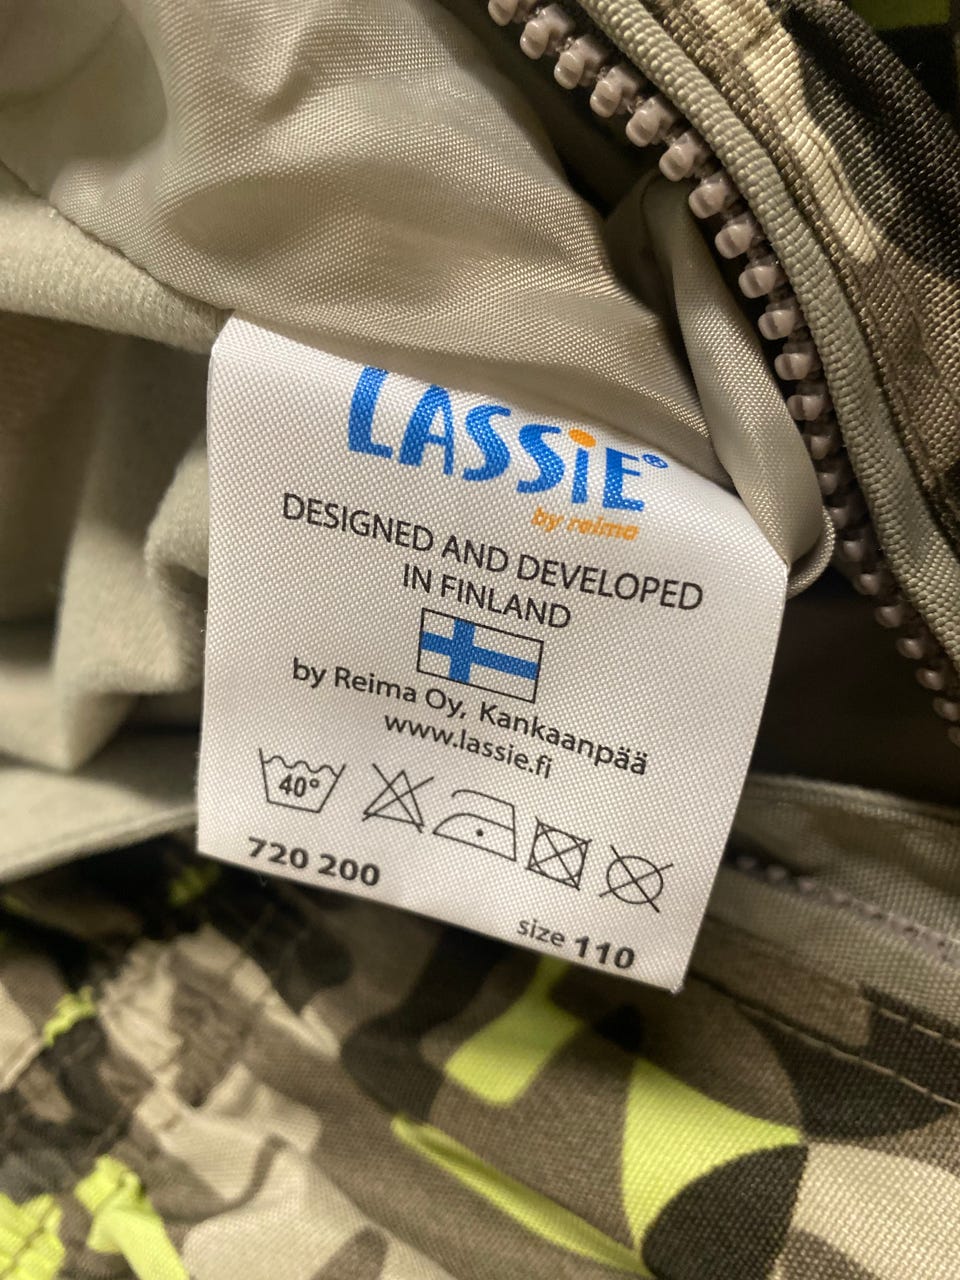 LASSiE®
by reima
DESIGNED AND DEVELOPED
IN FINLAND
by Reima Oy, Kankaanpää
www.lassie.fi
40°
720 200
size 110